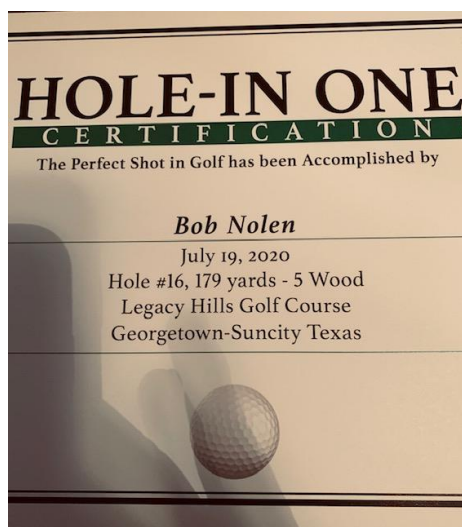 HOLE-IN ONE
CERTIFICATION
The Perfect Shot in Golf has been Accomplished by
Bob Nolen
July 19, 2020
Hole #16, 179 yards - 5 Wood
Legacy Hills Golf Course
Georgetown-Suncity Texas